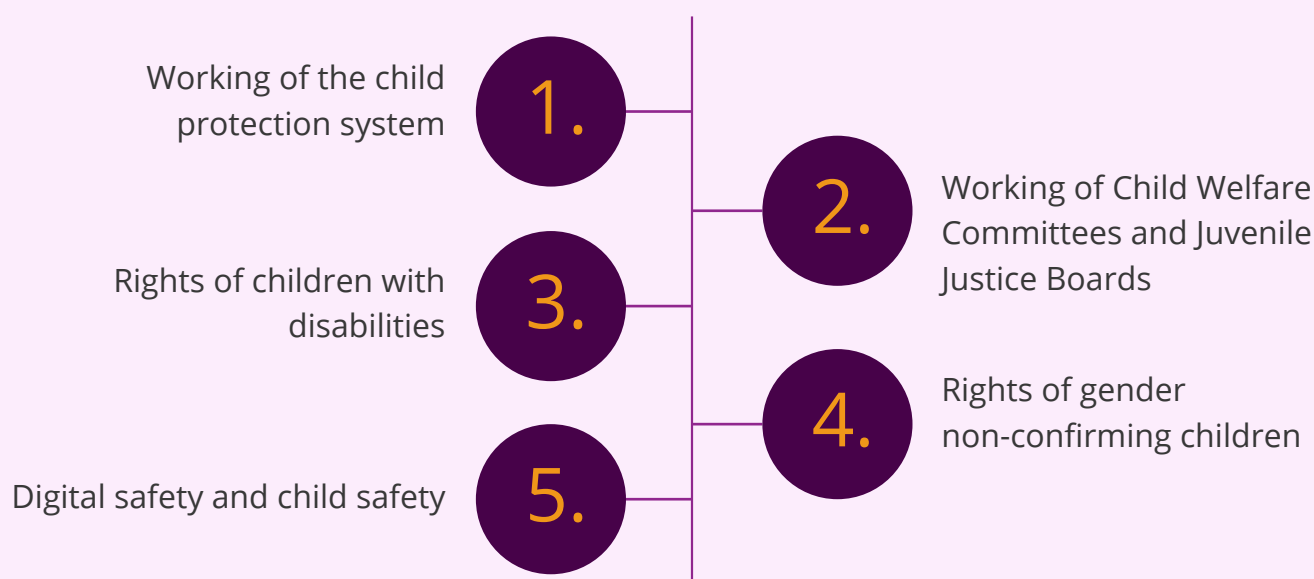 1.
Working of the child
protection system
2.
Working of Child Welfare
Committees and Juvenile
Justice Boards
3.
Rights of children with
disabilities
4.
Rights of gender
non-confirming children
5.
Digital safety and child safety